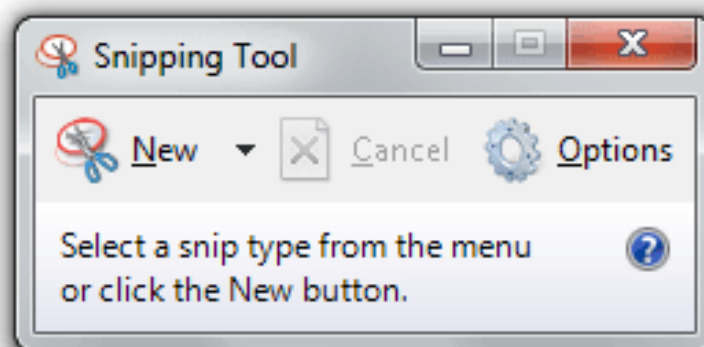 Snipping Tool
New Cancel Options
Select a snip type from the menu
or click the New button.